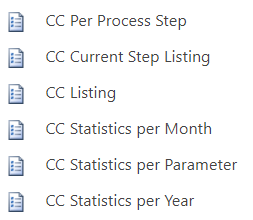 CC Per Process Step
CC Current Step Listing
CC Listing
CC Statistics per Month
CC Statistics per Parameter
CC Statistics per Year